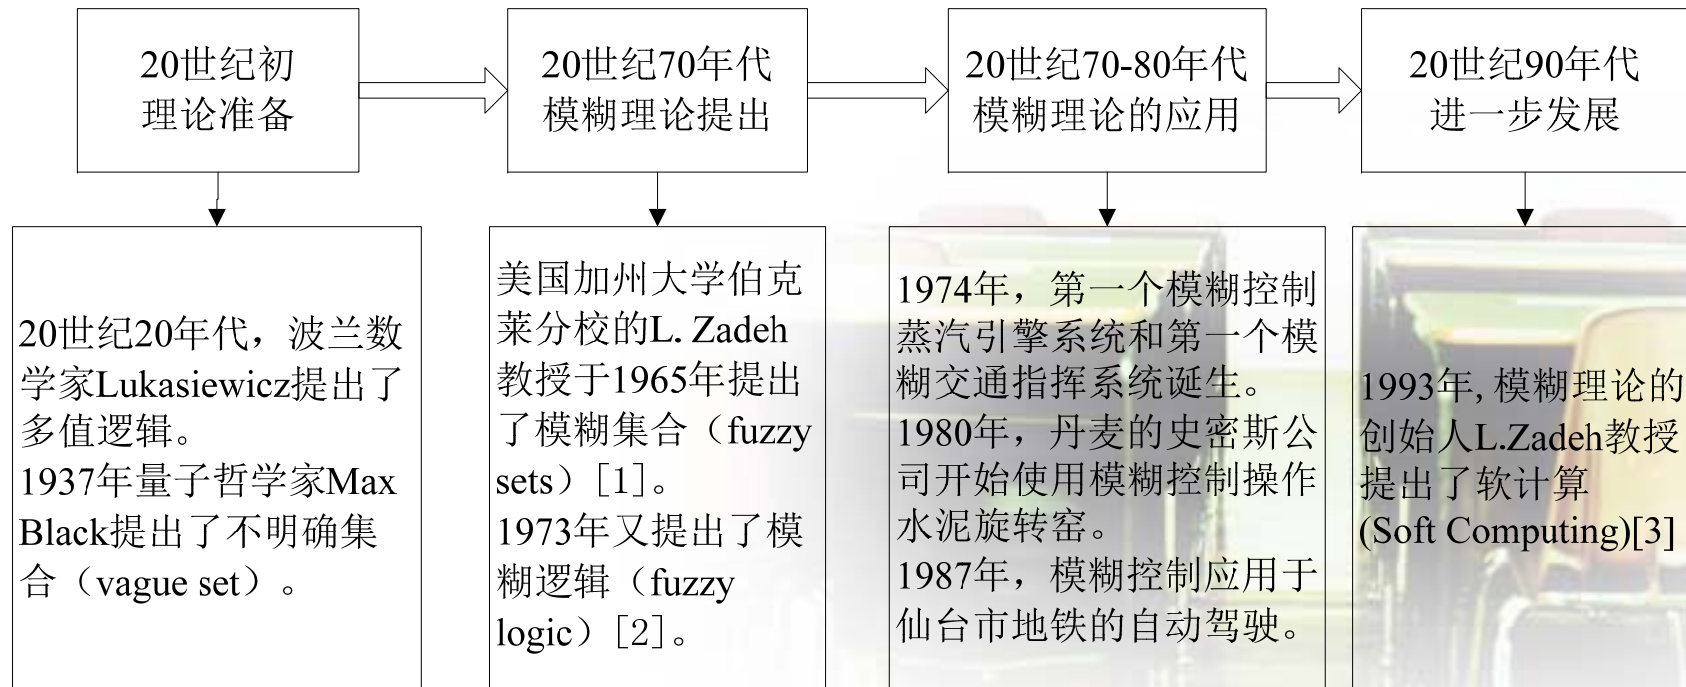 20世纪初
理论准备
20世纪70年代
模糊理论提出
20世纪70-80年代
模糊理论的应用
20世纪90年代
进一步发展
20世纪20年代，波兰数
学家Lukasiewicz提出了
多值逻辑。
1937年量子哲学家Max
Black提出了不明确集
合（vague set）。
美国加州大学伯克
莱分校的L. Zadeh
教授于1965年提出
了模糊集合（fuzzy
sets）[1]。
1973年又提出了模
糊逻辑（fuzzy
logic）[2]。
1974年，第一个模糊控制
蒸汽引擎系统和第一个模
糊交通指挥系统诞生。
1980年，丹麦的史密斯公
司开始使用模糊控制操作
水泥旋转窑。
1987年，模糊控制应用于
仙台市地铁的自动驾驶。
1993年, 模糊理论的
创始人L.Zadeh教授
提出了软计算
(Soft Computing)[3]